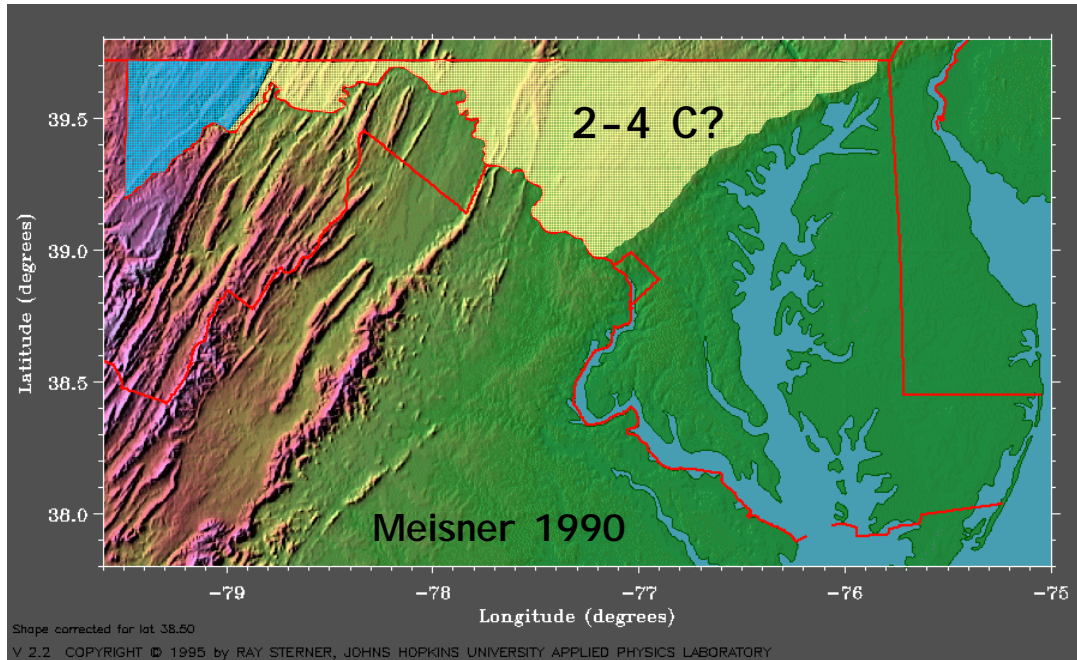 2-4 C?
39.5
39.0
38.5
38.0
Latitude (degrees)
Meisner 1990
-79
-78
-77
-76
-75
Longitude (degrees)
Shape corrected for lat 38.50
V 2.2 COPYRIGHT © 1995 by RAY STERNER, JOHNS HOPKINS UNIVERSITY APPLIED PHYSICS LABORATORY